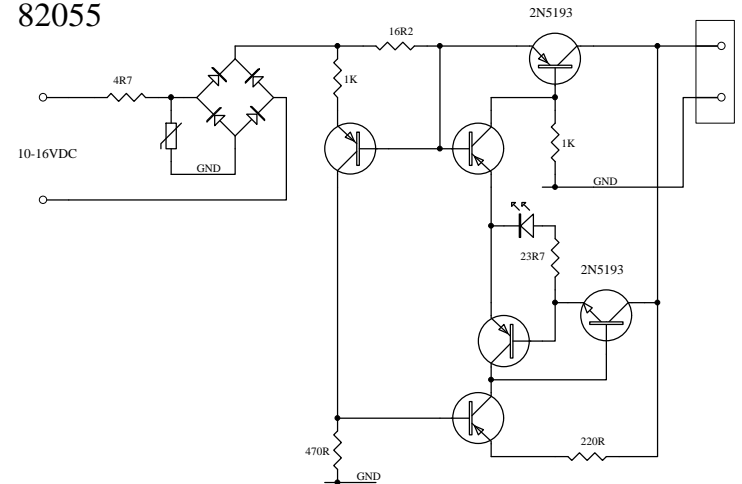 82055
2N5193
16R2
4R7
1K
1K
10-16VDC
GND
GND
23R7
2N5193
220R
470R
GND